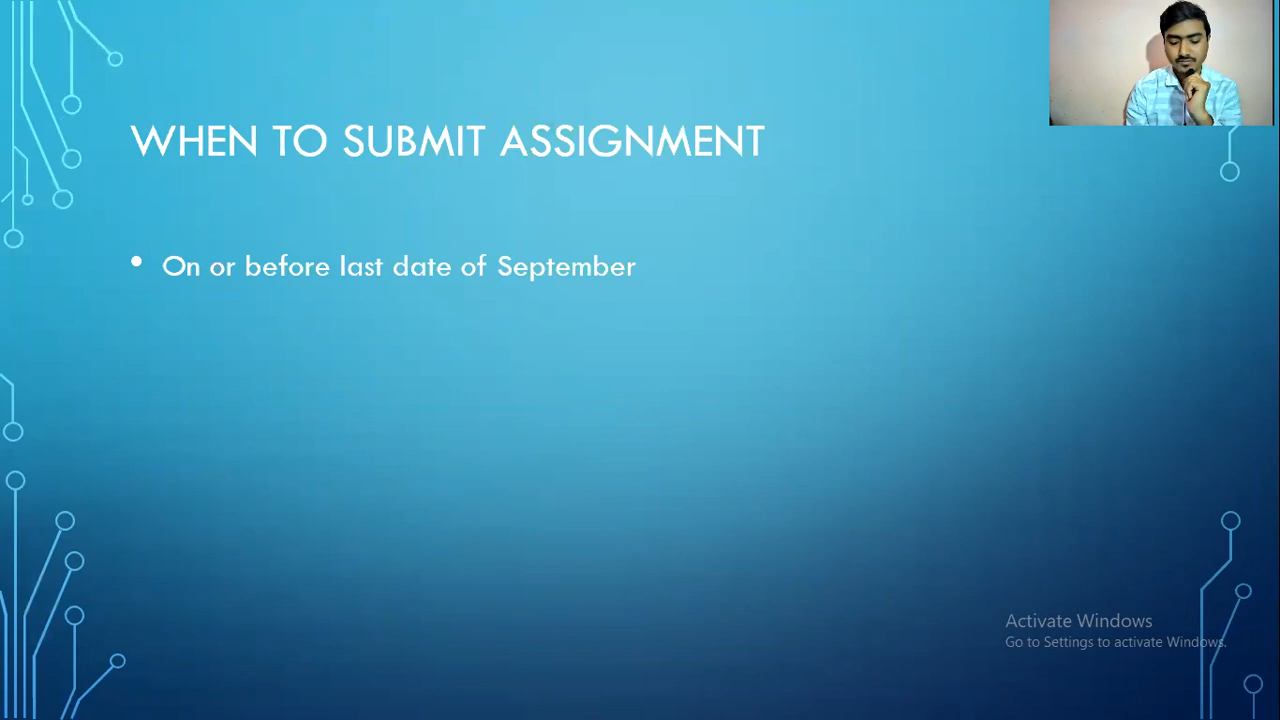 WHEN TO SUBMIT ASSIGNMENT
• On or before last date of September
Activate Windows
Go to Settings to activate Windows.